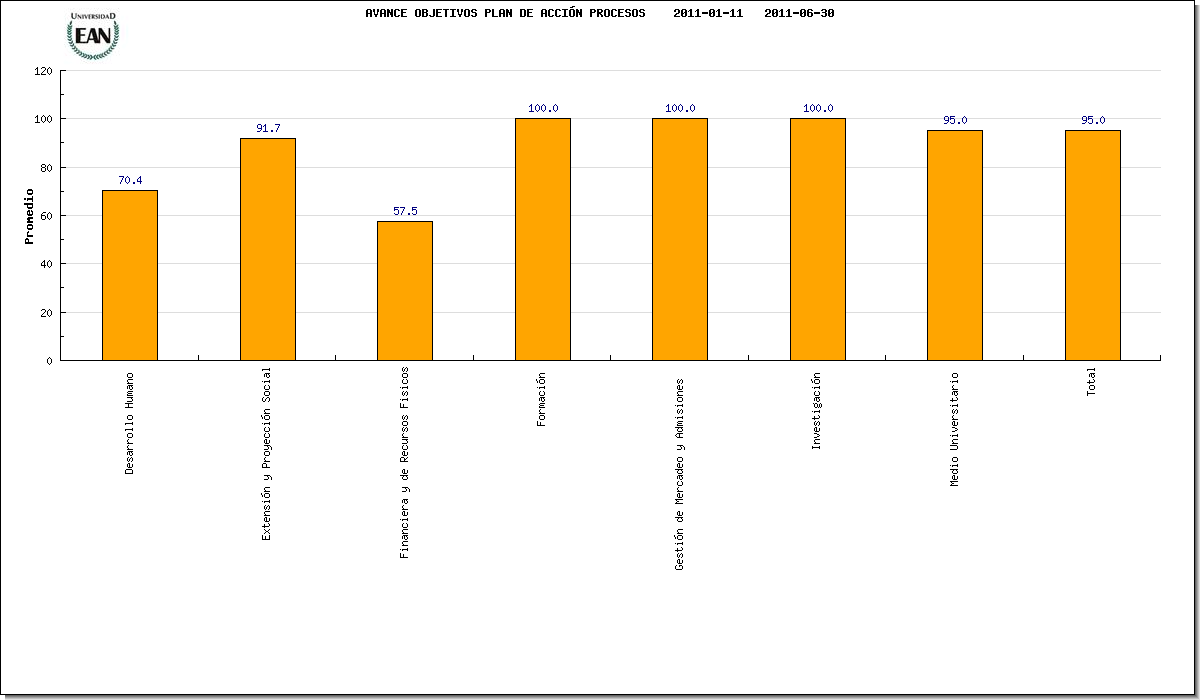 UNIVERSIDAD
EAN
AVANCE OBJETIVOS PLAN DE ACCIÓN PROCESOS 2011-01-11 2011-06-30
Promedio
120
100
80
60
40
20
0
70.4
91.7
57.5
100.0
100.0
100.0
95.0
95.0
Desarrollo Humano
Extensión y Proyección Social
Financiera y de Recursos Fisicos
Formación
Gestión de Mercadeo y Admisiones
Investigación
Medio Universitario
Total